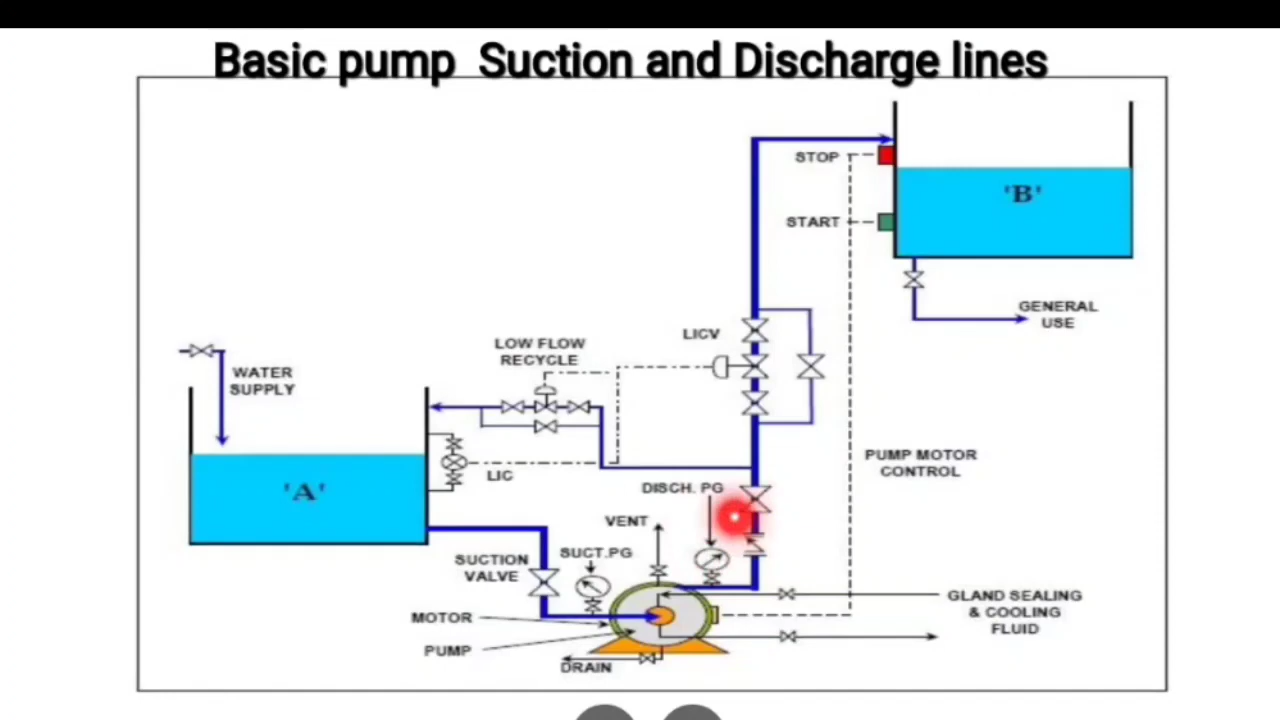 Basic pump Suction and Discharge lines
STOP
'B'
START
GENERAL
USE
LICV
LOW FLOW
RECYCLE
WATER
SUPPLY
PUMP MOTOR
CONTROL
LIC
'A'
DISCH. PG
VENT
SUCT.PG
SUCTION
VALVE
GLAND SEALING
& COOLING
FLUID
MOTOR
PUMP
DRAIN